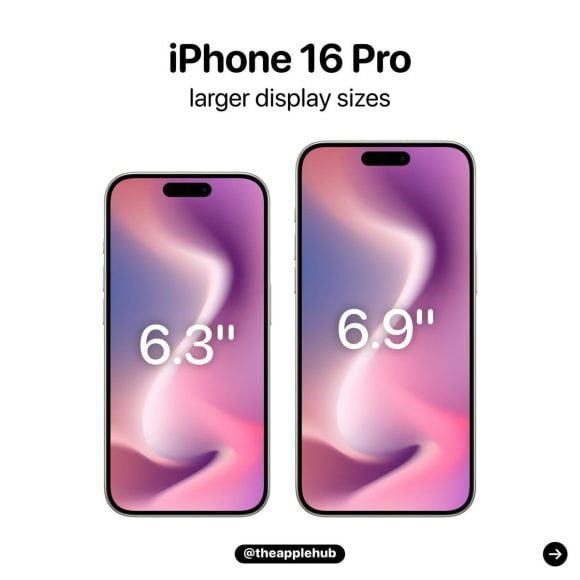 iPhone 16 Pro
larger display sizes
6.3"
6.9"
@theapplehub